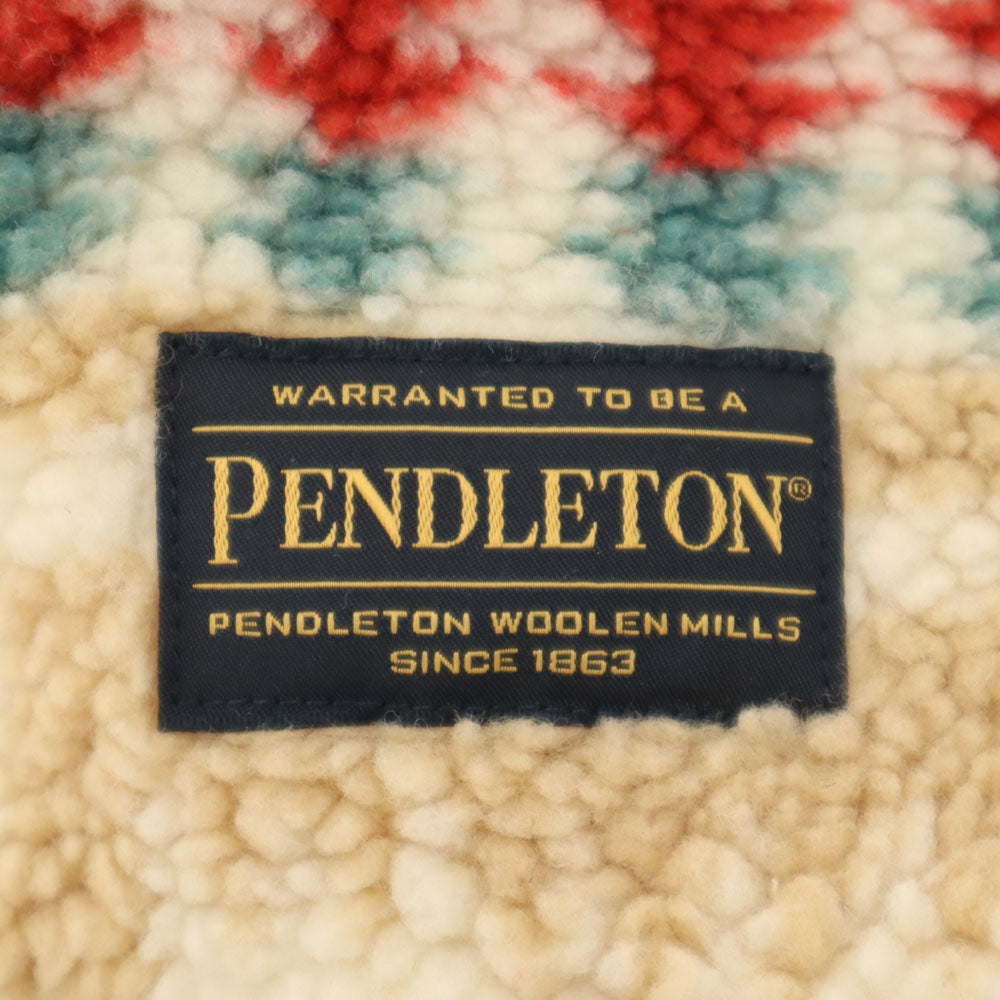 WARRANTED TO BE A
PENDLETON®
PENDLETON WOOLEN MILLS
SINCE 1863